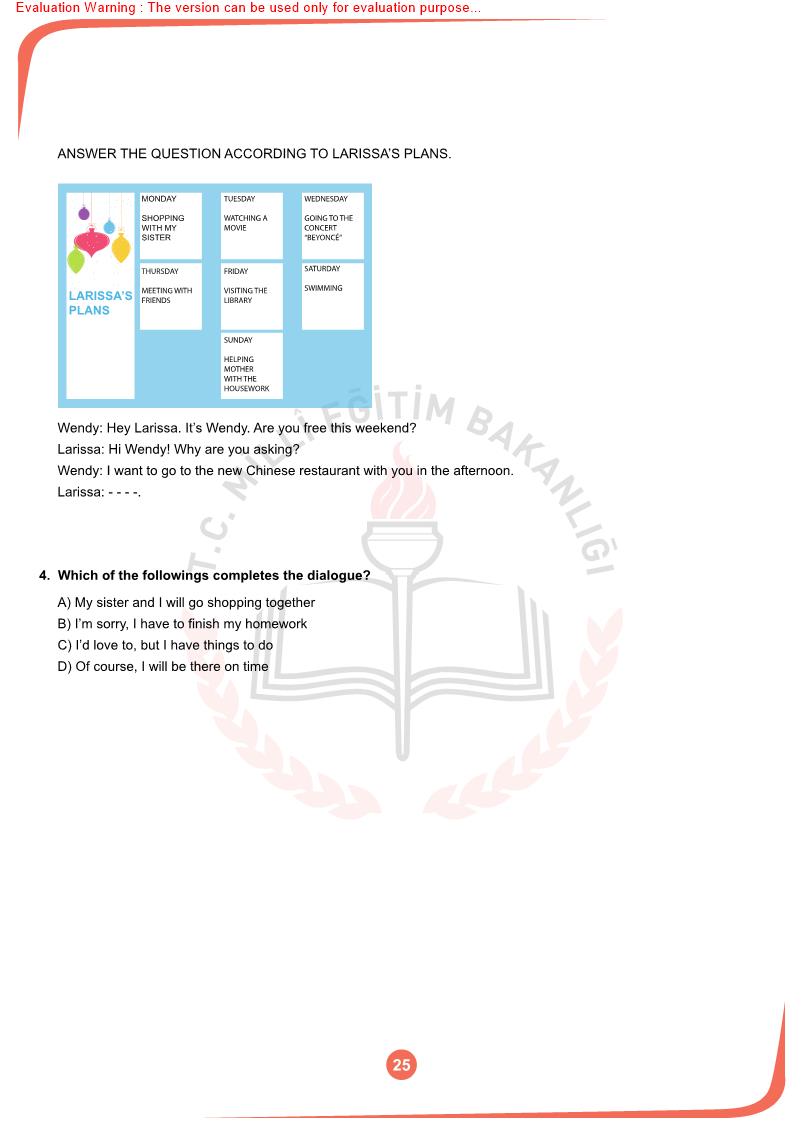 Evaluation Warning : The version can be used only for evaluation purpose...
ANSWER THE QUESTION ACCORDING TO LARISSA'S PLANS.
LARISSA'S
PLANS
MONDAY
SHOPPING
WITH MY
SISTER
TUESDAY
WATCHING A
MOVIE
WEDNESDAY
GOING TO THE
CONCERT
"BEYONCÉ"
THURSDAY
MEETING WITH
FRIENDS
FRIDAY
VISITING THE
LIBRARY
SATURDAY
SWIMMING
SUNDAY
HELPING
MOTHER
WITH THE
HOUSEWORK
T.C. MİLLÎ EĞİTİM BAKANLIĞI
Wendy: Hey Larissa. It's Wendy. Are you free this weekend?
Larissa: Hi Wendy! Why are you asking?
Wendy: I want to go to the new Chinese restaurant with you in the afternoon.
Larissa: - - - -.
4. Which of the followings completes the dialogue?
A) My sister and I will go shopping together
B) I'm sorry, I have to finish my homework
C) I'd love to, but I have things to do
D) Of course, I will be there on time
25